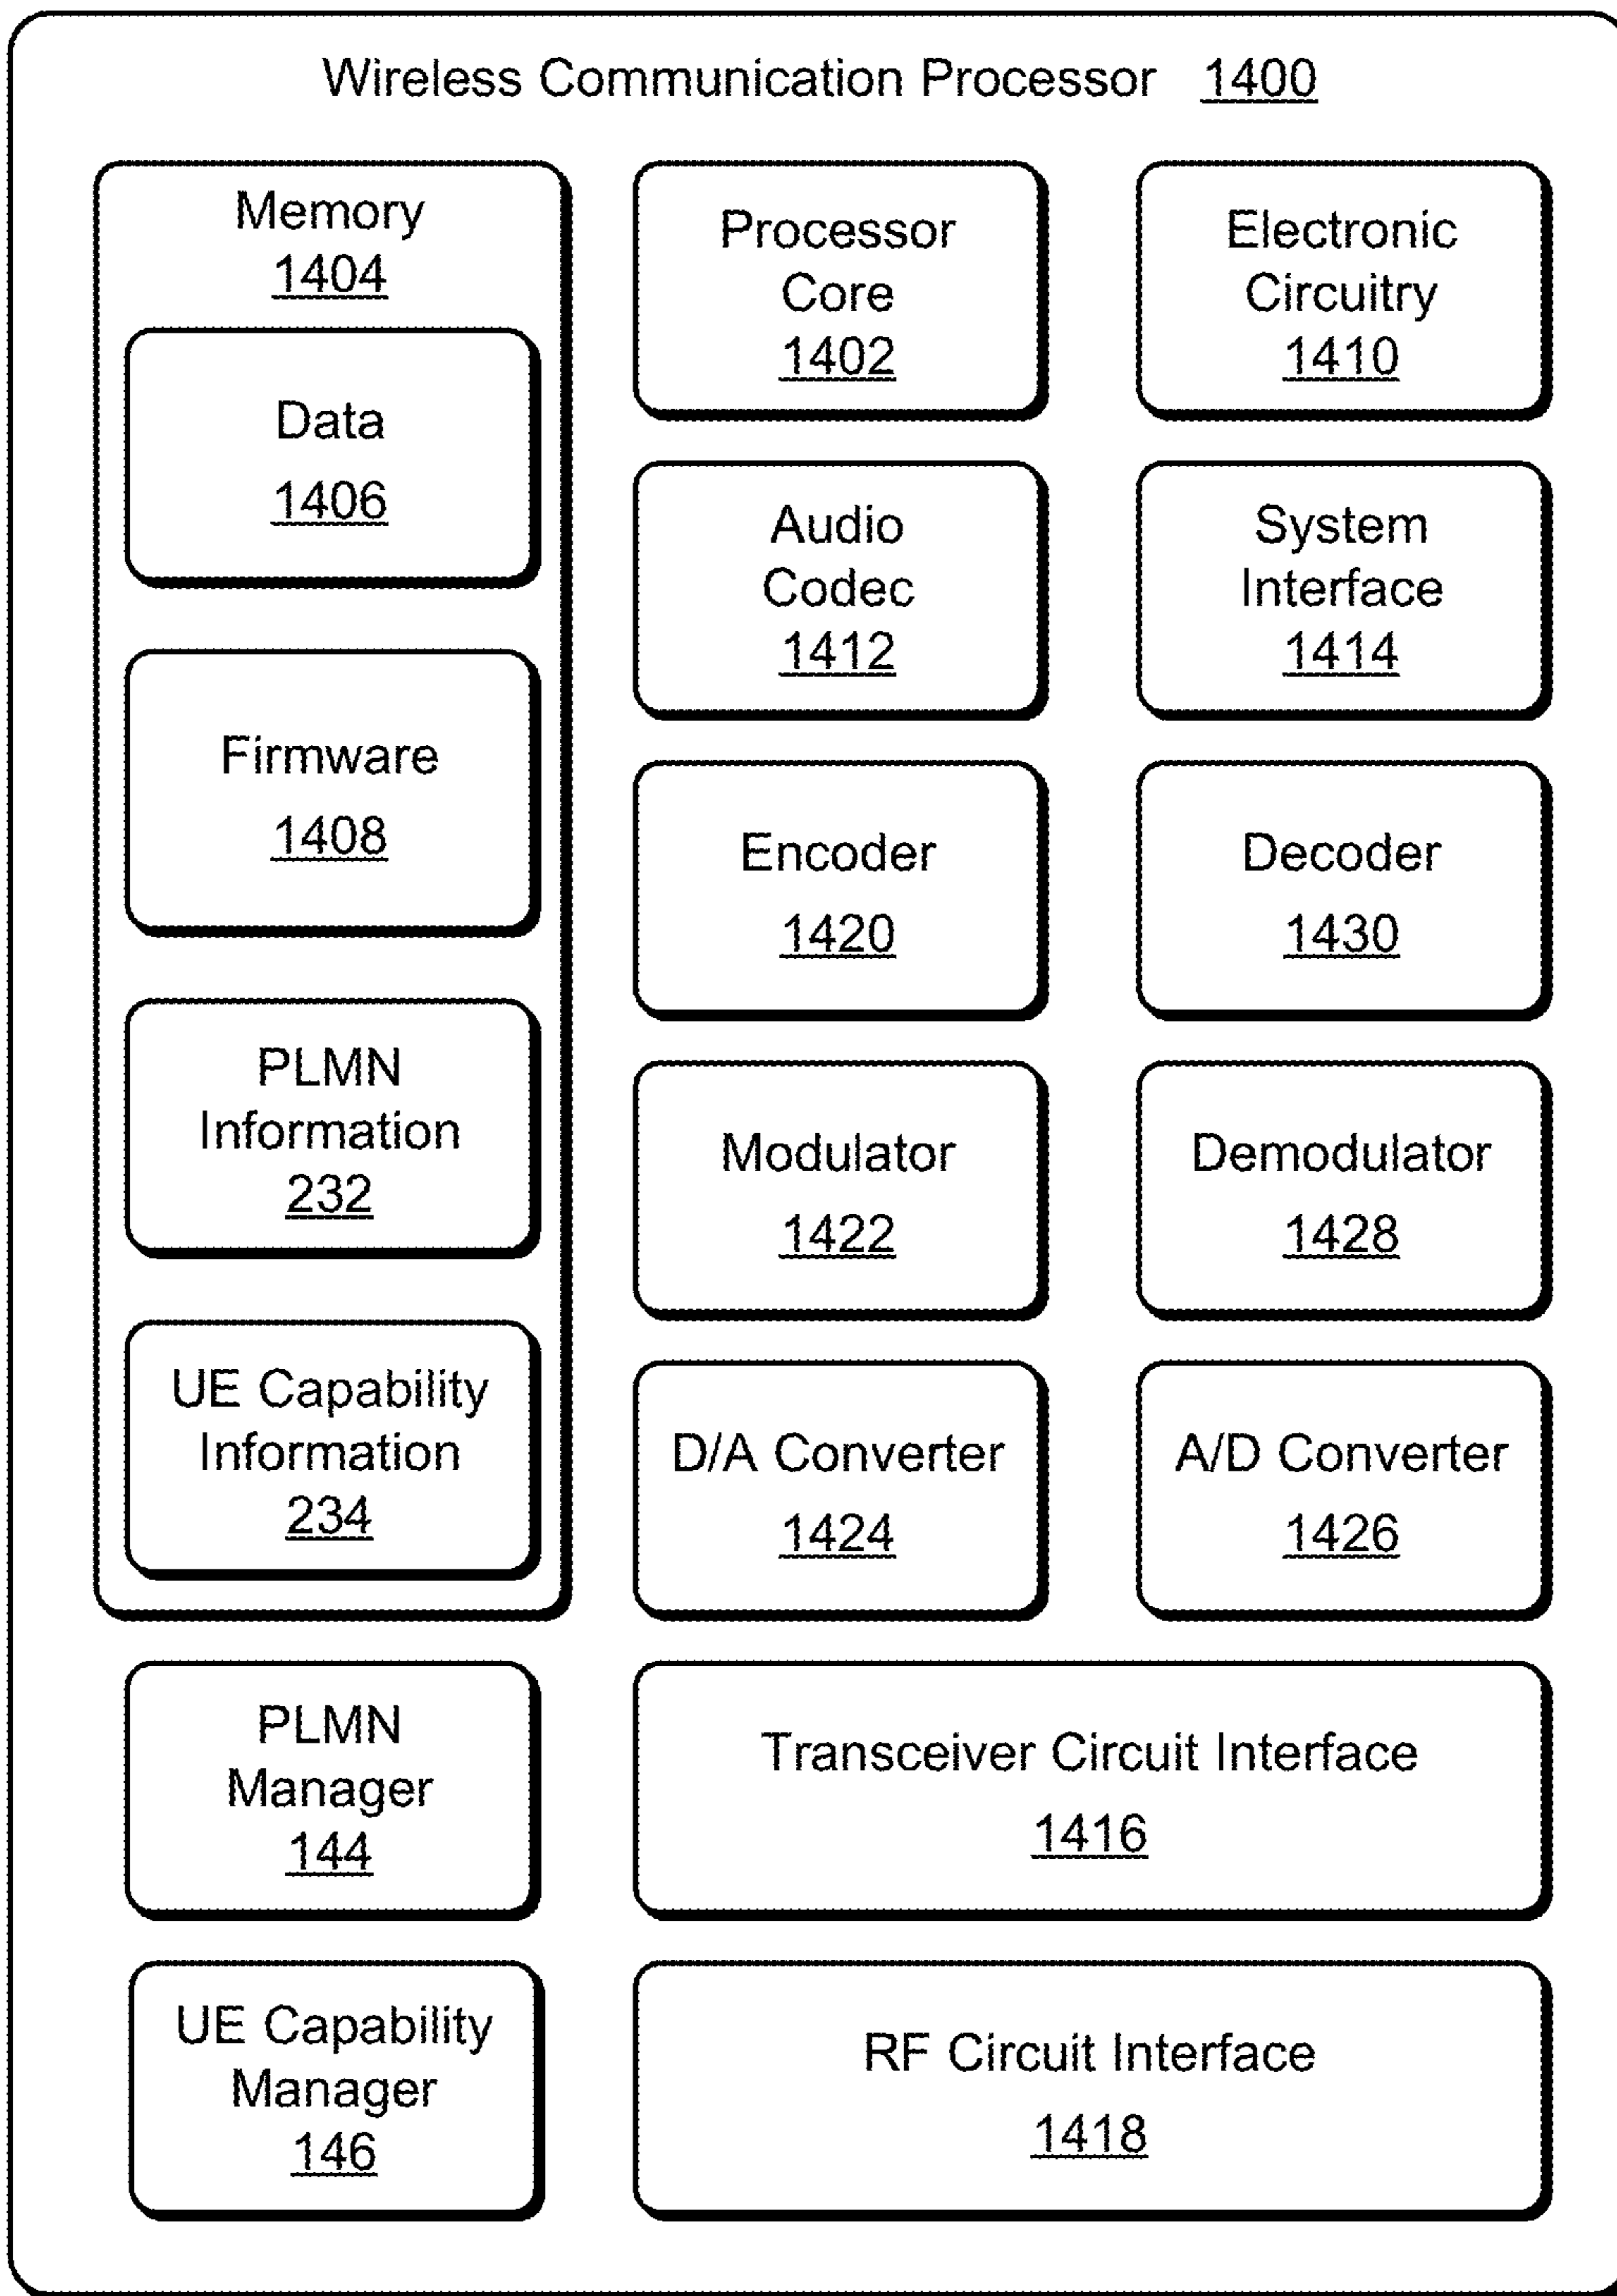 Wireless Communication Processor 1400
Memory
1404
Data
1406
Firmware
1408
PLMN
Information
232
UE Capability
Information
234
PLMN
Manager
144
UE Capability
Manager
146
Processor
Core
1402
Electronic
Circuitry
1410
Audio
Codec
1412
System
Interface
1414
Encoder
1420
Decoder
1430
Modulator
1422
Demodulator
1428
D/A Converter
1424
A/D Converter
1426
Transceiver Circuit Interface
1416
RF Circuit Interface
1418